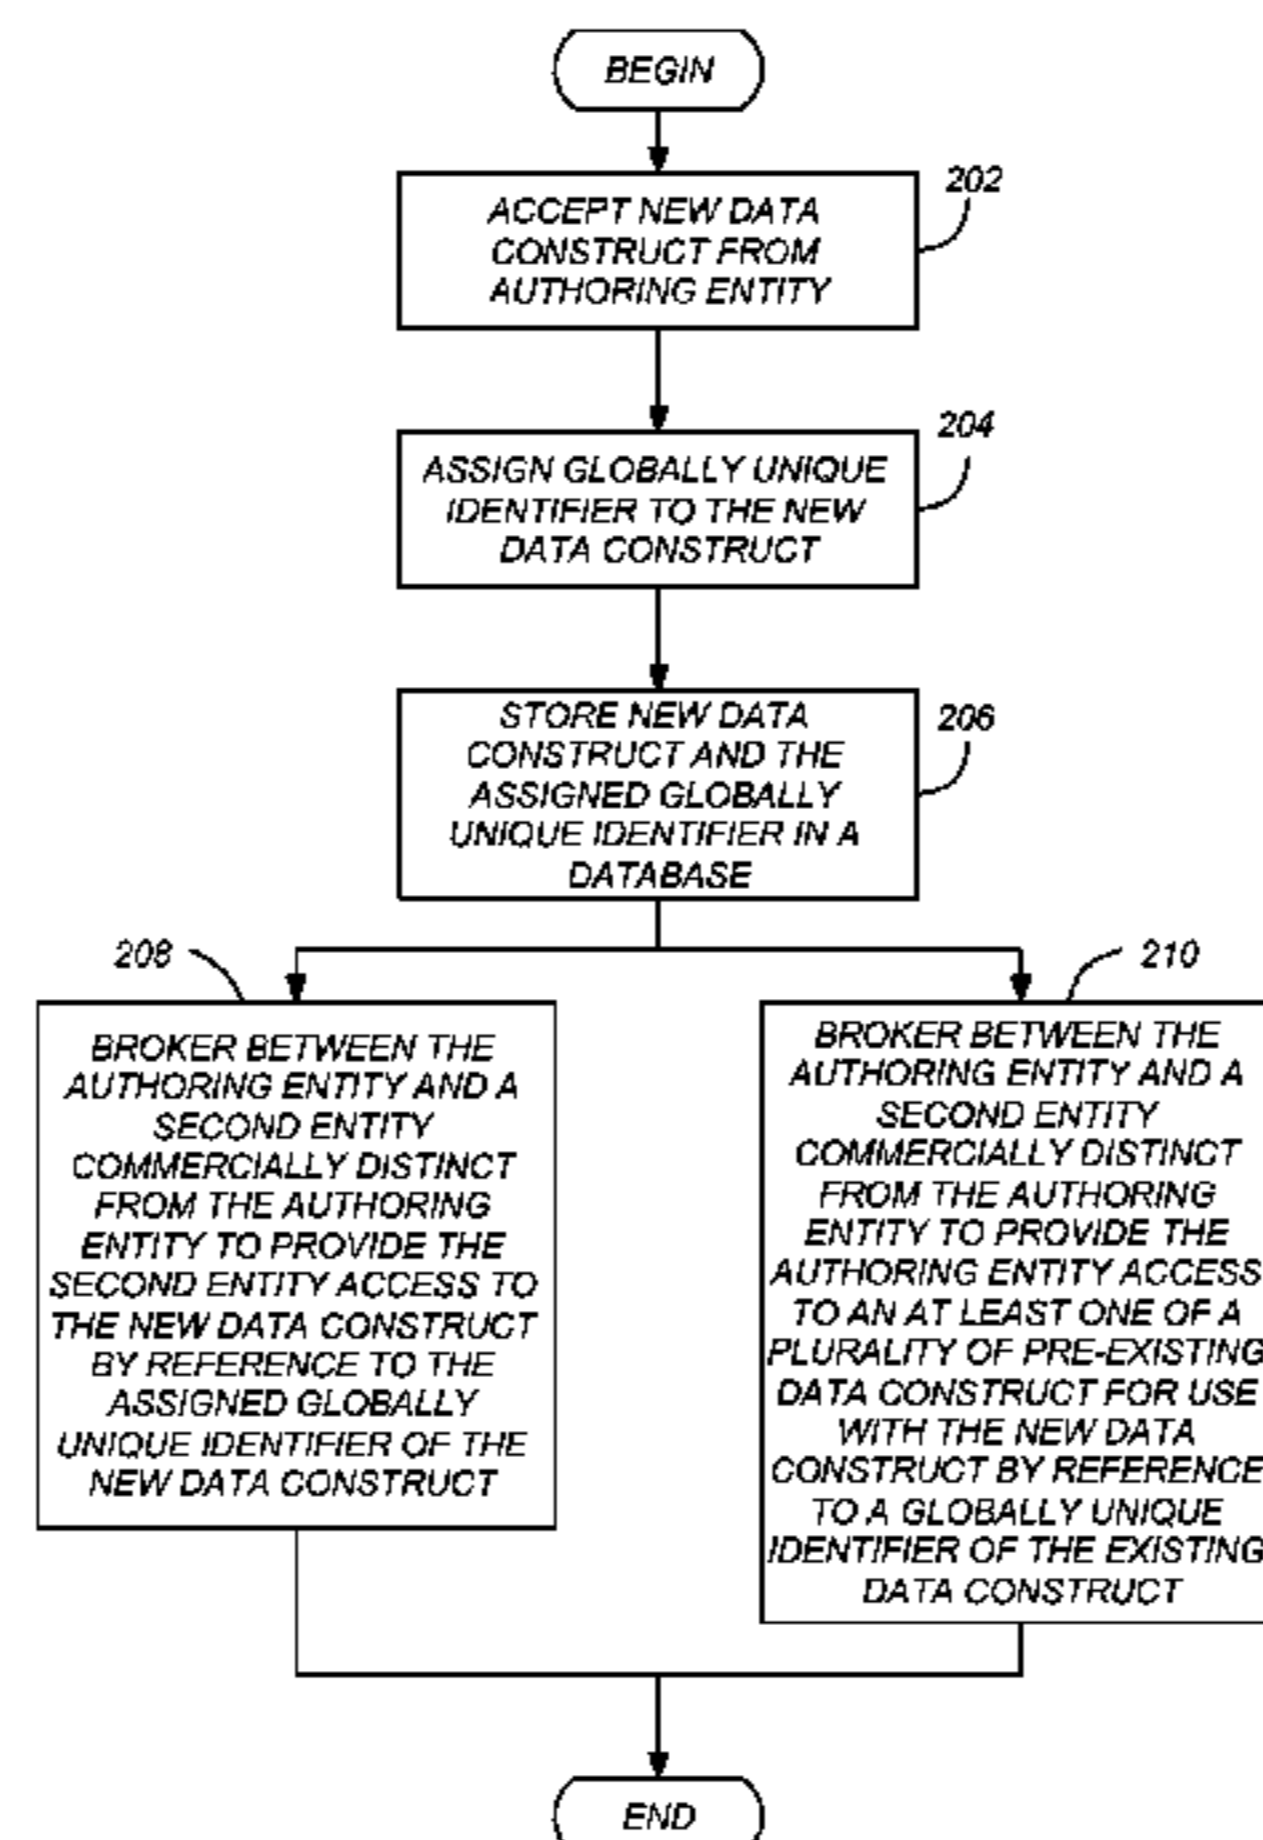 BEGIN
202
ACCEPT NEW DATA
CONSTRUCT FROM
AUTHORING ENTITY
204
ASSIGN GLOBALLY UNIQUE
IDENTIFIER TO THE NEW
DATA CONSTRUCT
206
STORE NEW DATA
CONSTRUCT AND THE
ASSIGNED GLOBALLY
UNIQUE IDENTIFIER IN A
DATABASE
208
BROKER BETWEEN THE
AUTHORING ENTITY AND A
SECOND ENTITY
COMMERCIALLY DISTINCT
FROM THE AUTHORING
ENTITY TO PROVIDE THE
SECOND ENTITY ACCESS TO
THE NEW DATA CONSTRUCT
BY REFERENCE TO THE
ASSIGNED GLOBALLY
UNIQUE IDENTIFIER OF THE
NEW DATA CONSTRUCT
210
BROKER BETWEEN THE
AUTHORING ENTITY AND A
SECOND ENTITY
COMMERCIALLY DISTINCT
FROM THE AUTHORING
ENTITY TO PROVIDE THE
AUTHORING ENTITY ACCESS
TO AN AT LEAST ONE OF A
PLURALITY OF PRE-EXISTING
DATA CONSTRUCT FOR USE
WITH THE NEW DATA
CONSTRUCT BY REFERENCE
TO A GLOBALLY UNIQUE
IDENTIFIER OF THE EXISTING
DATA CONSTRUCT
END